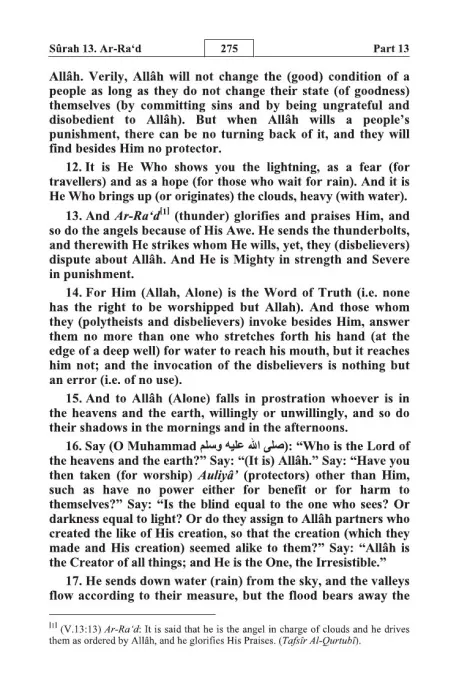 Sûrah 13. Ar-Ra‘d 275 Part 13
Allâh. Verily, Allâh will not change the (good) condition of a
people as long as they do not change their state (of goodness)
themselves (by committing sins and by being ungrateful and
disobedient to Allâh). But when Allâh wills a people’s
punishment, there can be no turning back of it, and they will
find besides Him no protector.
12. It is He Who shows you the lightning, as a fear (for
travellers) and as a hope (for those who wait for rain). And it is
He Who brings up (or originates) the clouds, heavy (with water).
13. And Ar-Ra‘d[1] (thunder) glorifies and praises Him, and
so do the angels because of His Awe. He sends the thunderbolts,
and therewith He strikes whom He wills, yet, they (disbelievers)
dispute about Allâh. And He is Mighty in strength and Severe
in punishment.
14. For Him (Allah, Alone) is the Word of Truth (i.e. none
has the right to be worshipped but Allah). And those whom
they (polytheists and disbelievers) invoke besides Him, answer
them no more than one who stretches forth his hand (at the
edge of a deep well) for water to reach his mouth, but it reaches
him not; and the invocation of the disbelievers is nothing but
an error (i.e. of no use).
15. And to Allâh (Alone) falls in prostration whoever is in
the heavens and the earth, willingly or unwillingly, and so do
their shadows in the mornings and in the afternoons.
16. Say (O Muhammad صلى الله عليه وسلم): “Who is the Lord of
the heavens and the earth?” Say: “(It is) Allâh.” Say: “Have you
then taken (for worship) Auliyâ’ (protectors) other than Him,
such as have no power either for benefit or for harm to
themselves?” Say: “Is the blind equal to the one who sees? Or
darkness equal to light? Or do they assign to Allâh partners who
created the like of His creation, so that the creation (which they
made and His creation) seemed alike to them?” Say: “Allâh is
the Creator of all things; and He is the One, the Irresistible.”
17. He sends down water (rain) from the sky, and the valleys
flow according to their measure, but the flood bears away the
[1] (V.13:13) Ar-Ra‘d: It is said that he is the angel in charge of clouds and he drives
them as ordered by Allâh, and he glorifies His Praises. (Tafsîr Al-Qurtubî).